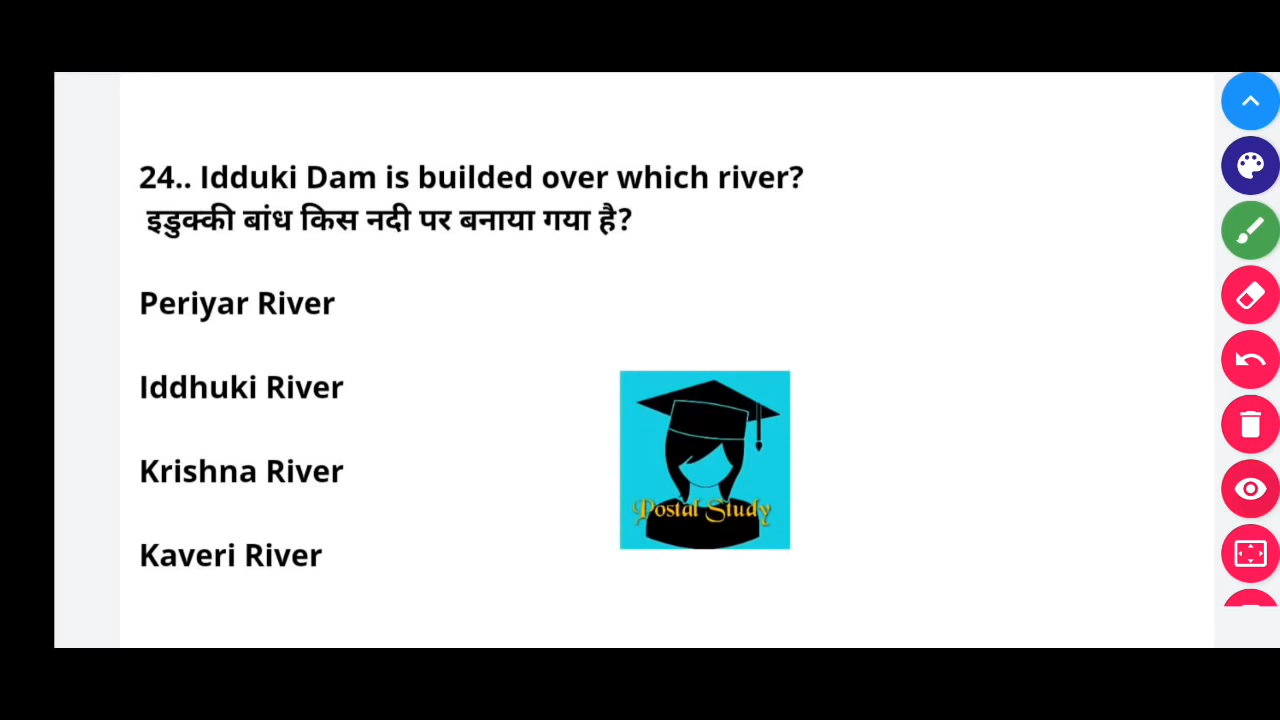 24.. Idduki Dam is builded over which river?
इडुक्की बांध किस नदी पर बनाया गया है?
Periyar River
Iddhuki River
Krishna River
Kaveri River
Postal Study